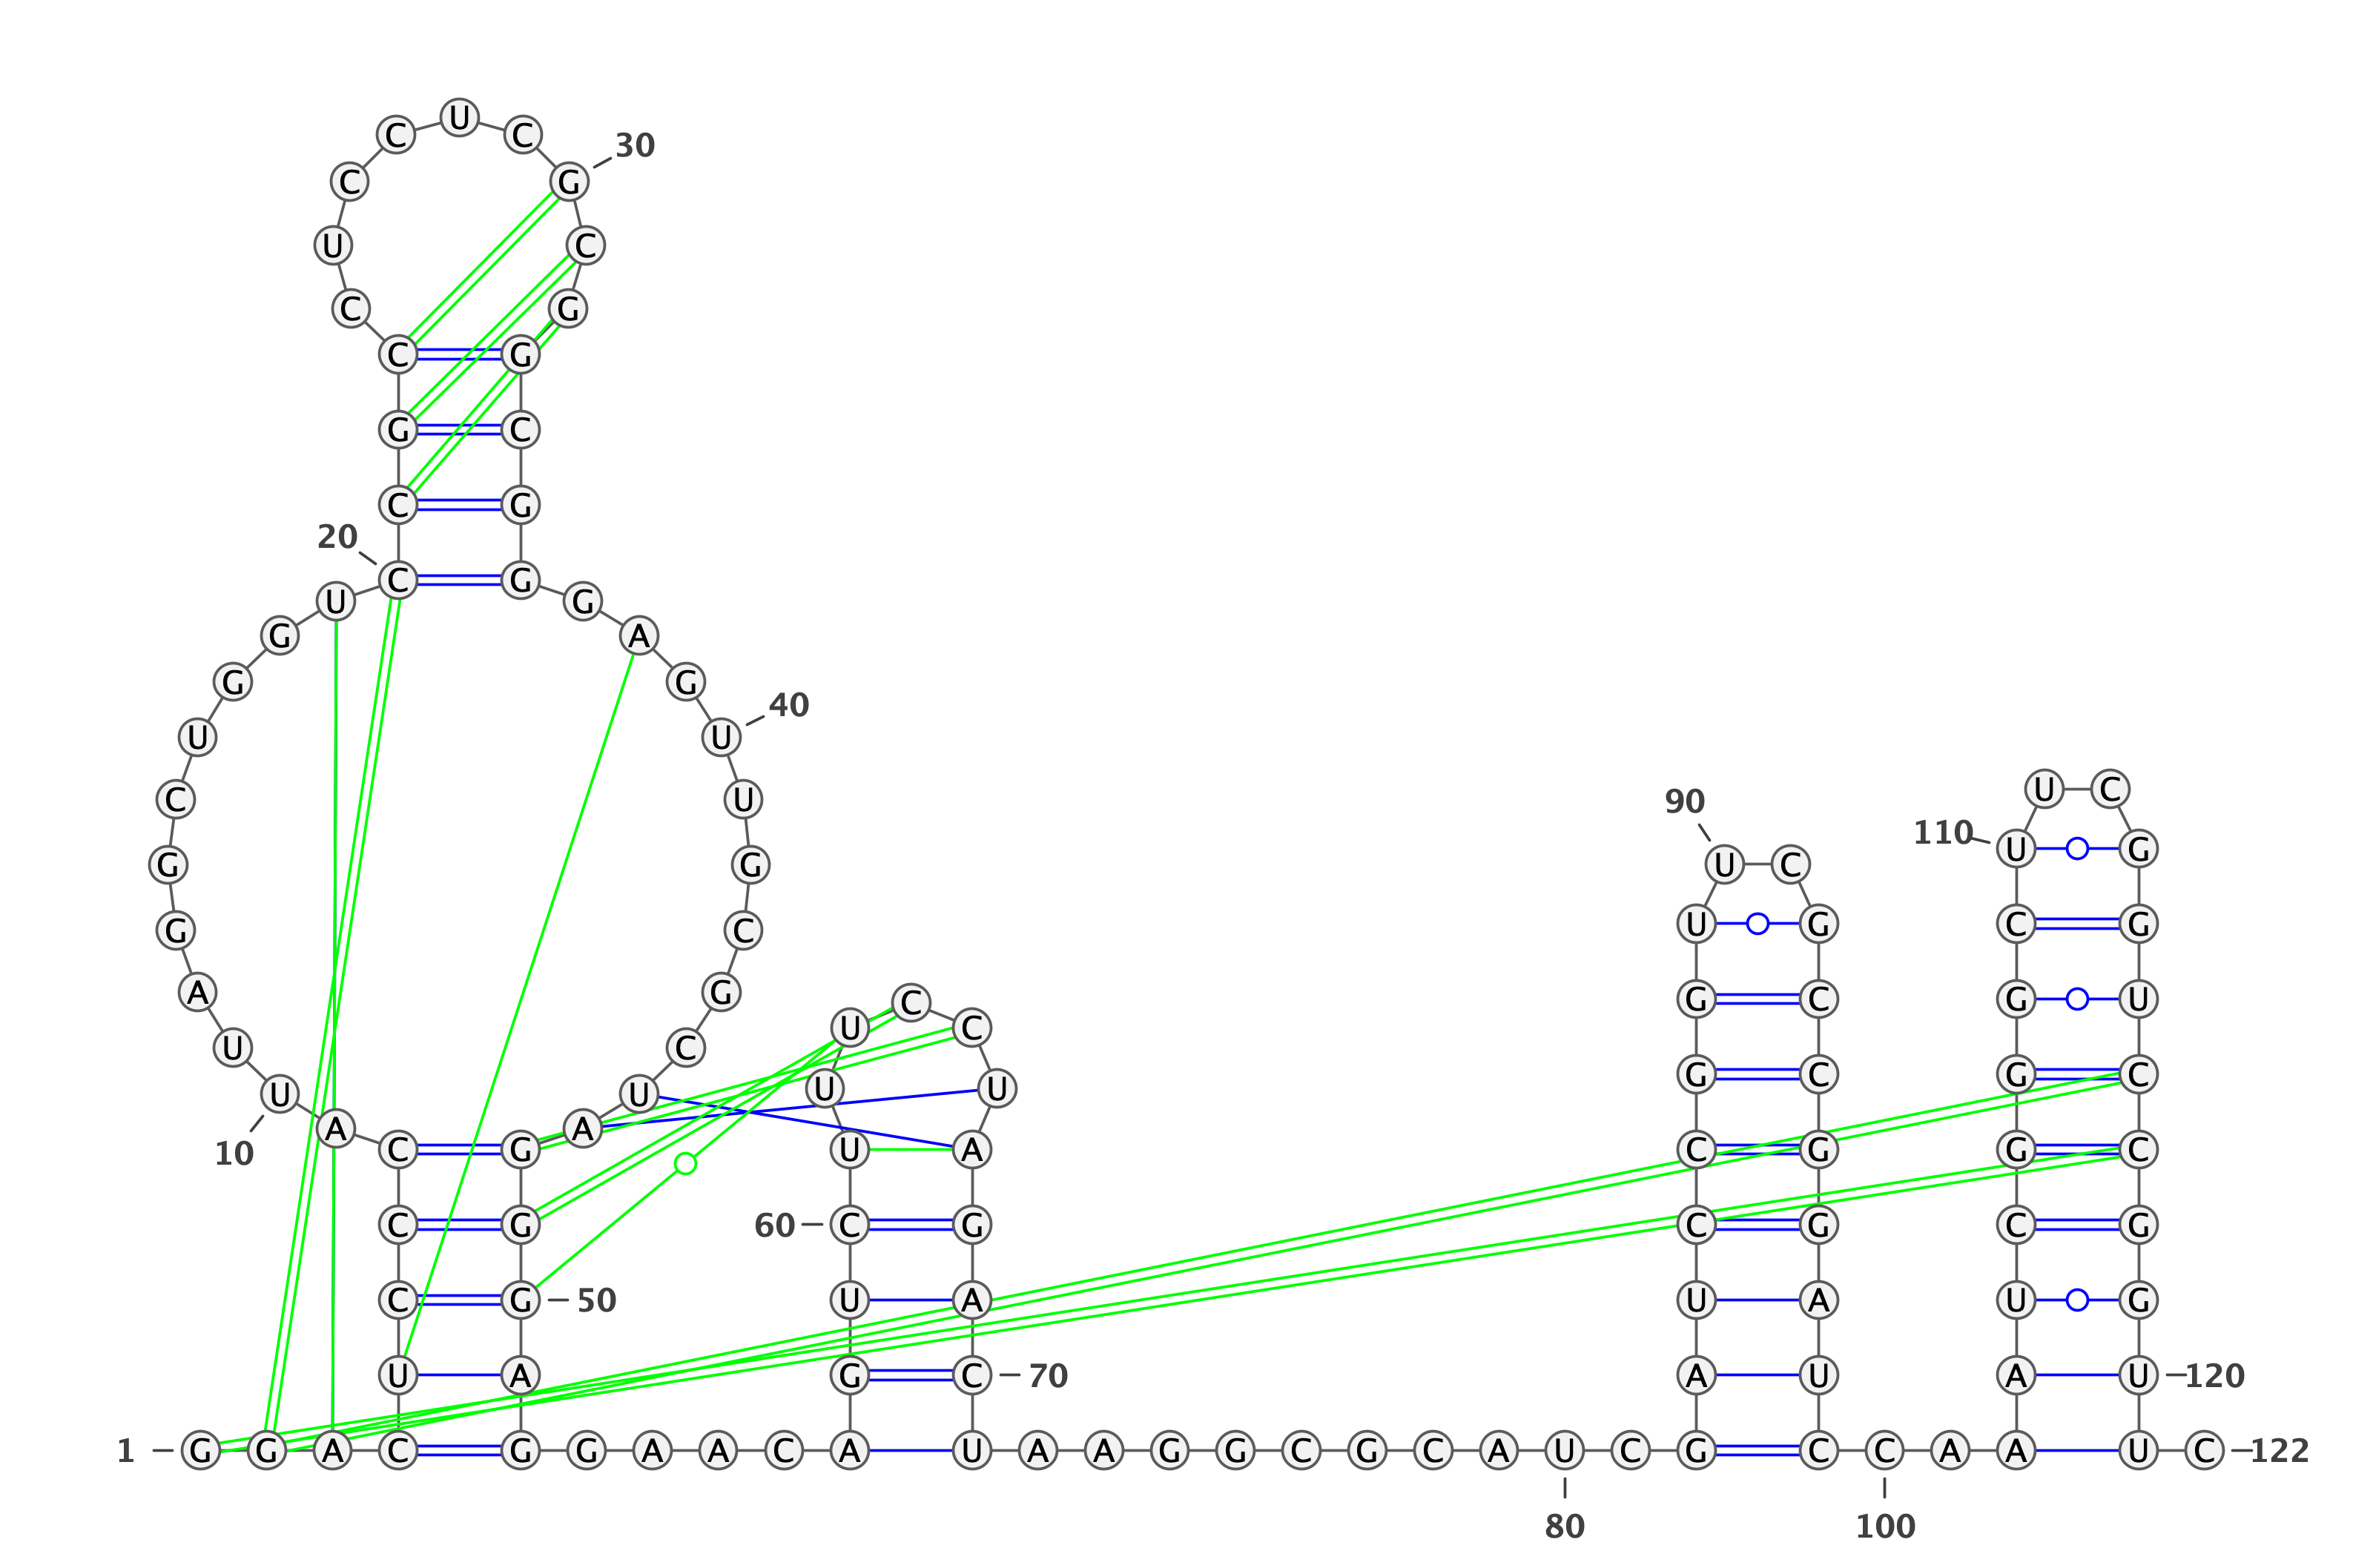 U
C C 30
C G
U C
C G
C G
G C
C G
20
C G
U G
G A
G G
40
U U
U C
C U 90
110 U G
G G U C
U G C G
G C
A G G C G U
C
U C
U C
G C G C
U U
U U
A A
10 C G U A C G G C
C G 60 C G C G C G
C G 50 U A U A U G
U A G C 70 A U A U 120
1 G G A C G G A A C A U A A G G C G C A U C G C C A A U C 122
80 100